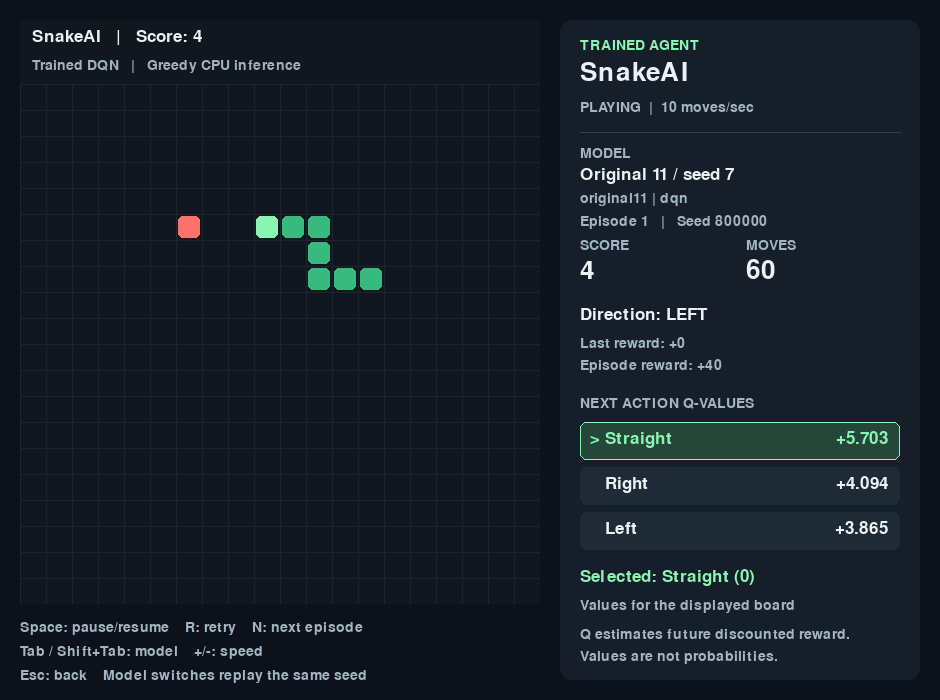 SnakeAI | Score: 4
Trained DQN | Greedy CPU inference
TRAINED AGENT
SnakeAI
PLAYING | 10 moves/sec
MODEL
Original 11 / seed 7
original11 | dqn
Episode 1 | Seed 800000
SCORE MOVES
4 60
Direction: LEFT
Last reward: +0
Episode reward: +40
NEXT ACTION Q-VALUES
> Straight +5.703
Right +4.094
Left +3.865
Selected: Straight (0)
Values for the displayed board
Q estimates future discounted reward.
Values are not probabilities.
Space: pause/resume R: retry N: next episode
Tab / Shift+Tab: model +/-: speed
Esc: back Model switches replay the same seed